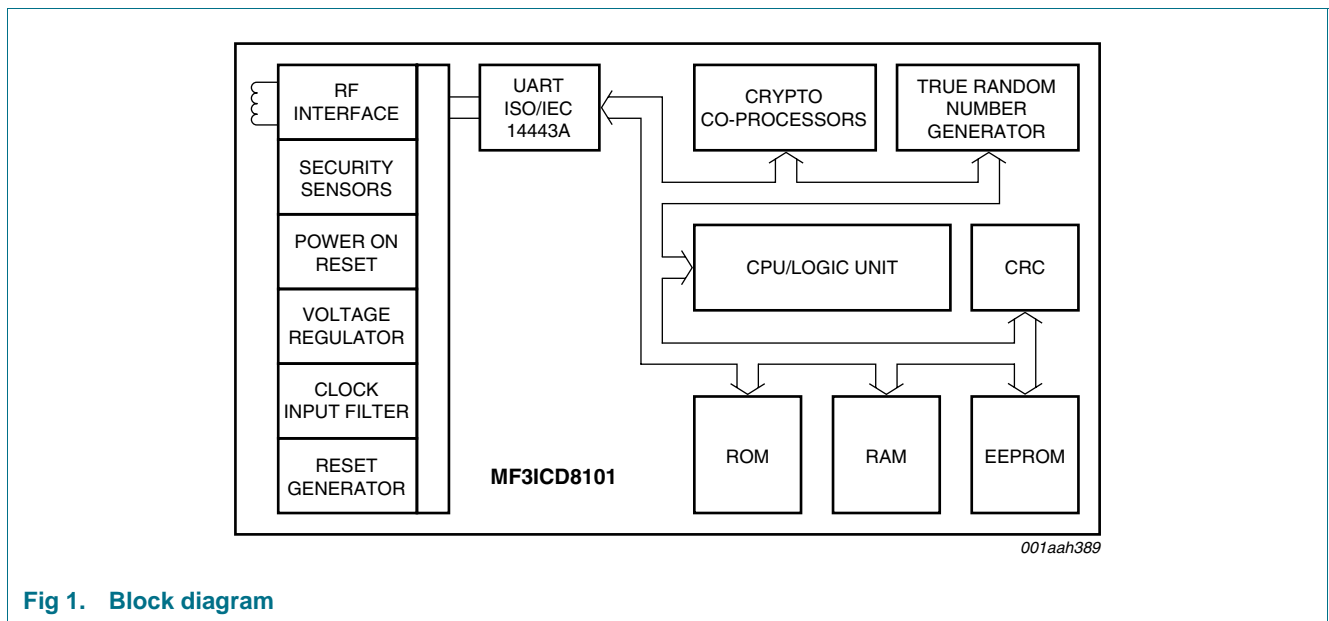 RF
INTERFACE
SECURITY
SENSORS
POWER ON
RESET
VOLTAGE
REGULATOR
CLOCK
INPUT FILTER
RESET
GENERATOR
UART
ISO/IEC
14443A
CRYPTO
CO-PROCESSORS
TRUE RANDOM
NUMBER
GENERATOR
CPU/LOGIC UNIT
CRC
ROM
RAM
EEPROM
MF3ICD8101
001aah389
Fig 1. Block diagram